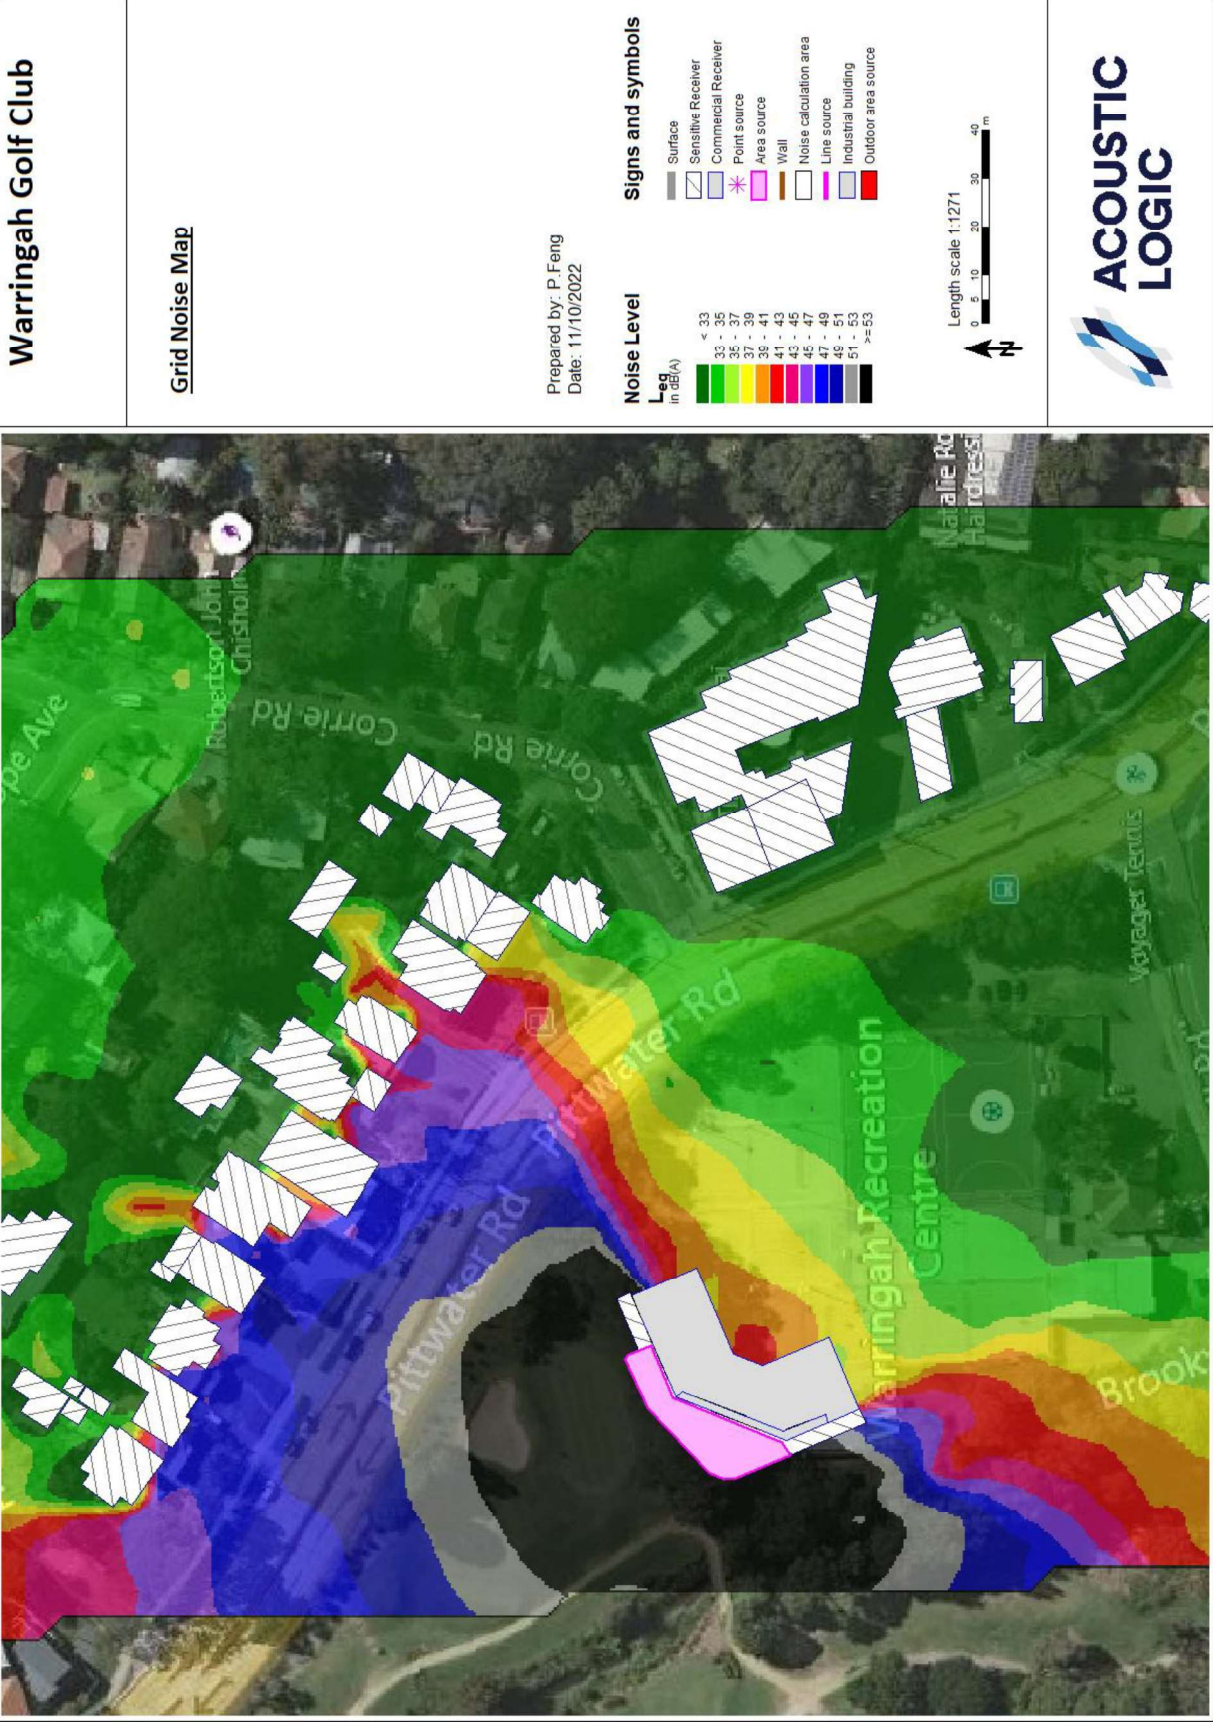 Warringah Golf Club
Grid Noise Map
Prepared by: P.Feng
Date: 11/10/2022
Noise Level
Leq
in dB(A)
< 33
33 - 35
35 - 37
37 - 39
39 - 41
41 - 43
43 - 45
45 - 47
47 - 49
49 - 51
51 - 53
>=53
Signs and symbols
Surface
Sensitive Receiver
Commercial Receiver
Point source
Area source
Wall
Noise calculation area
Line source
Industrial building
Outdoor area source
Length scale 1:1271
0 5 10 20 30 40
m
N
ACOUSTIC
LOGIC
Robertson John
Chisholm
Corrie Rd
Corrie Rd
Natalie Ro
Hairdressi
pe Ave
Pittwater Rd
Pittwater Rd
Voyager Tennis
Warringah Recreation
Centre
Brook